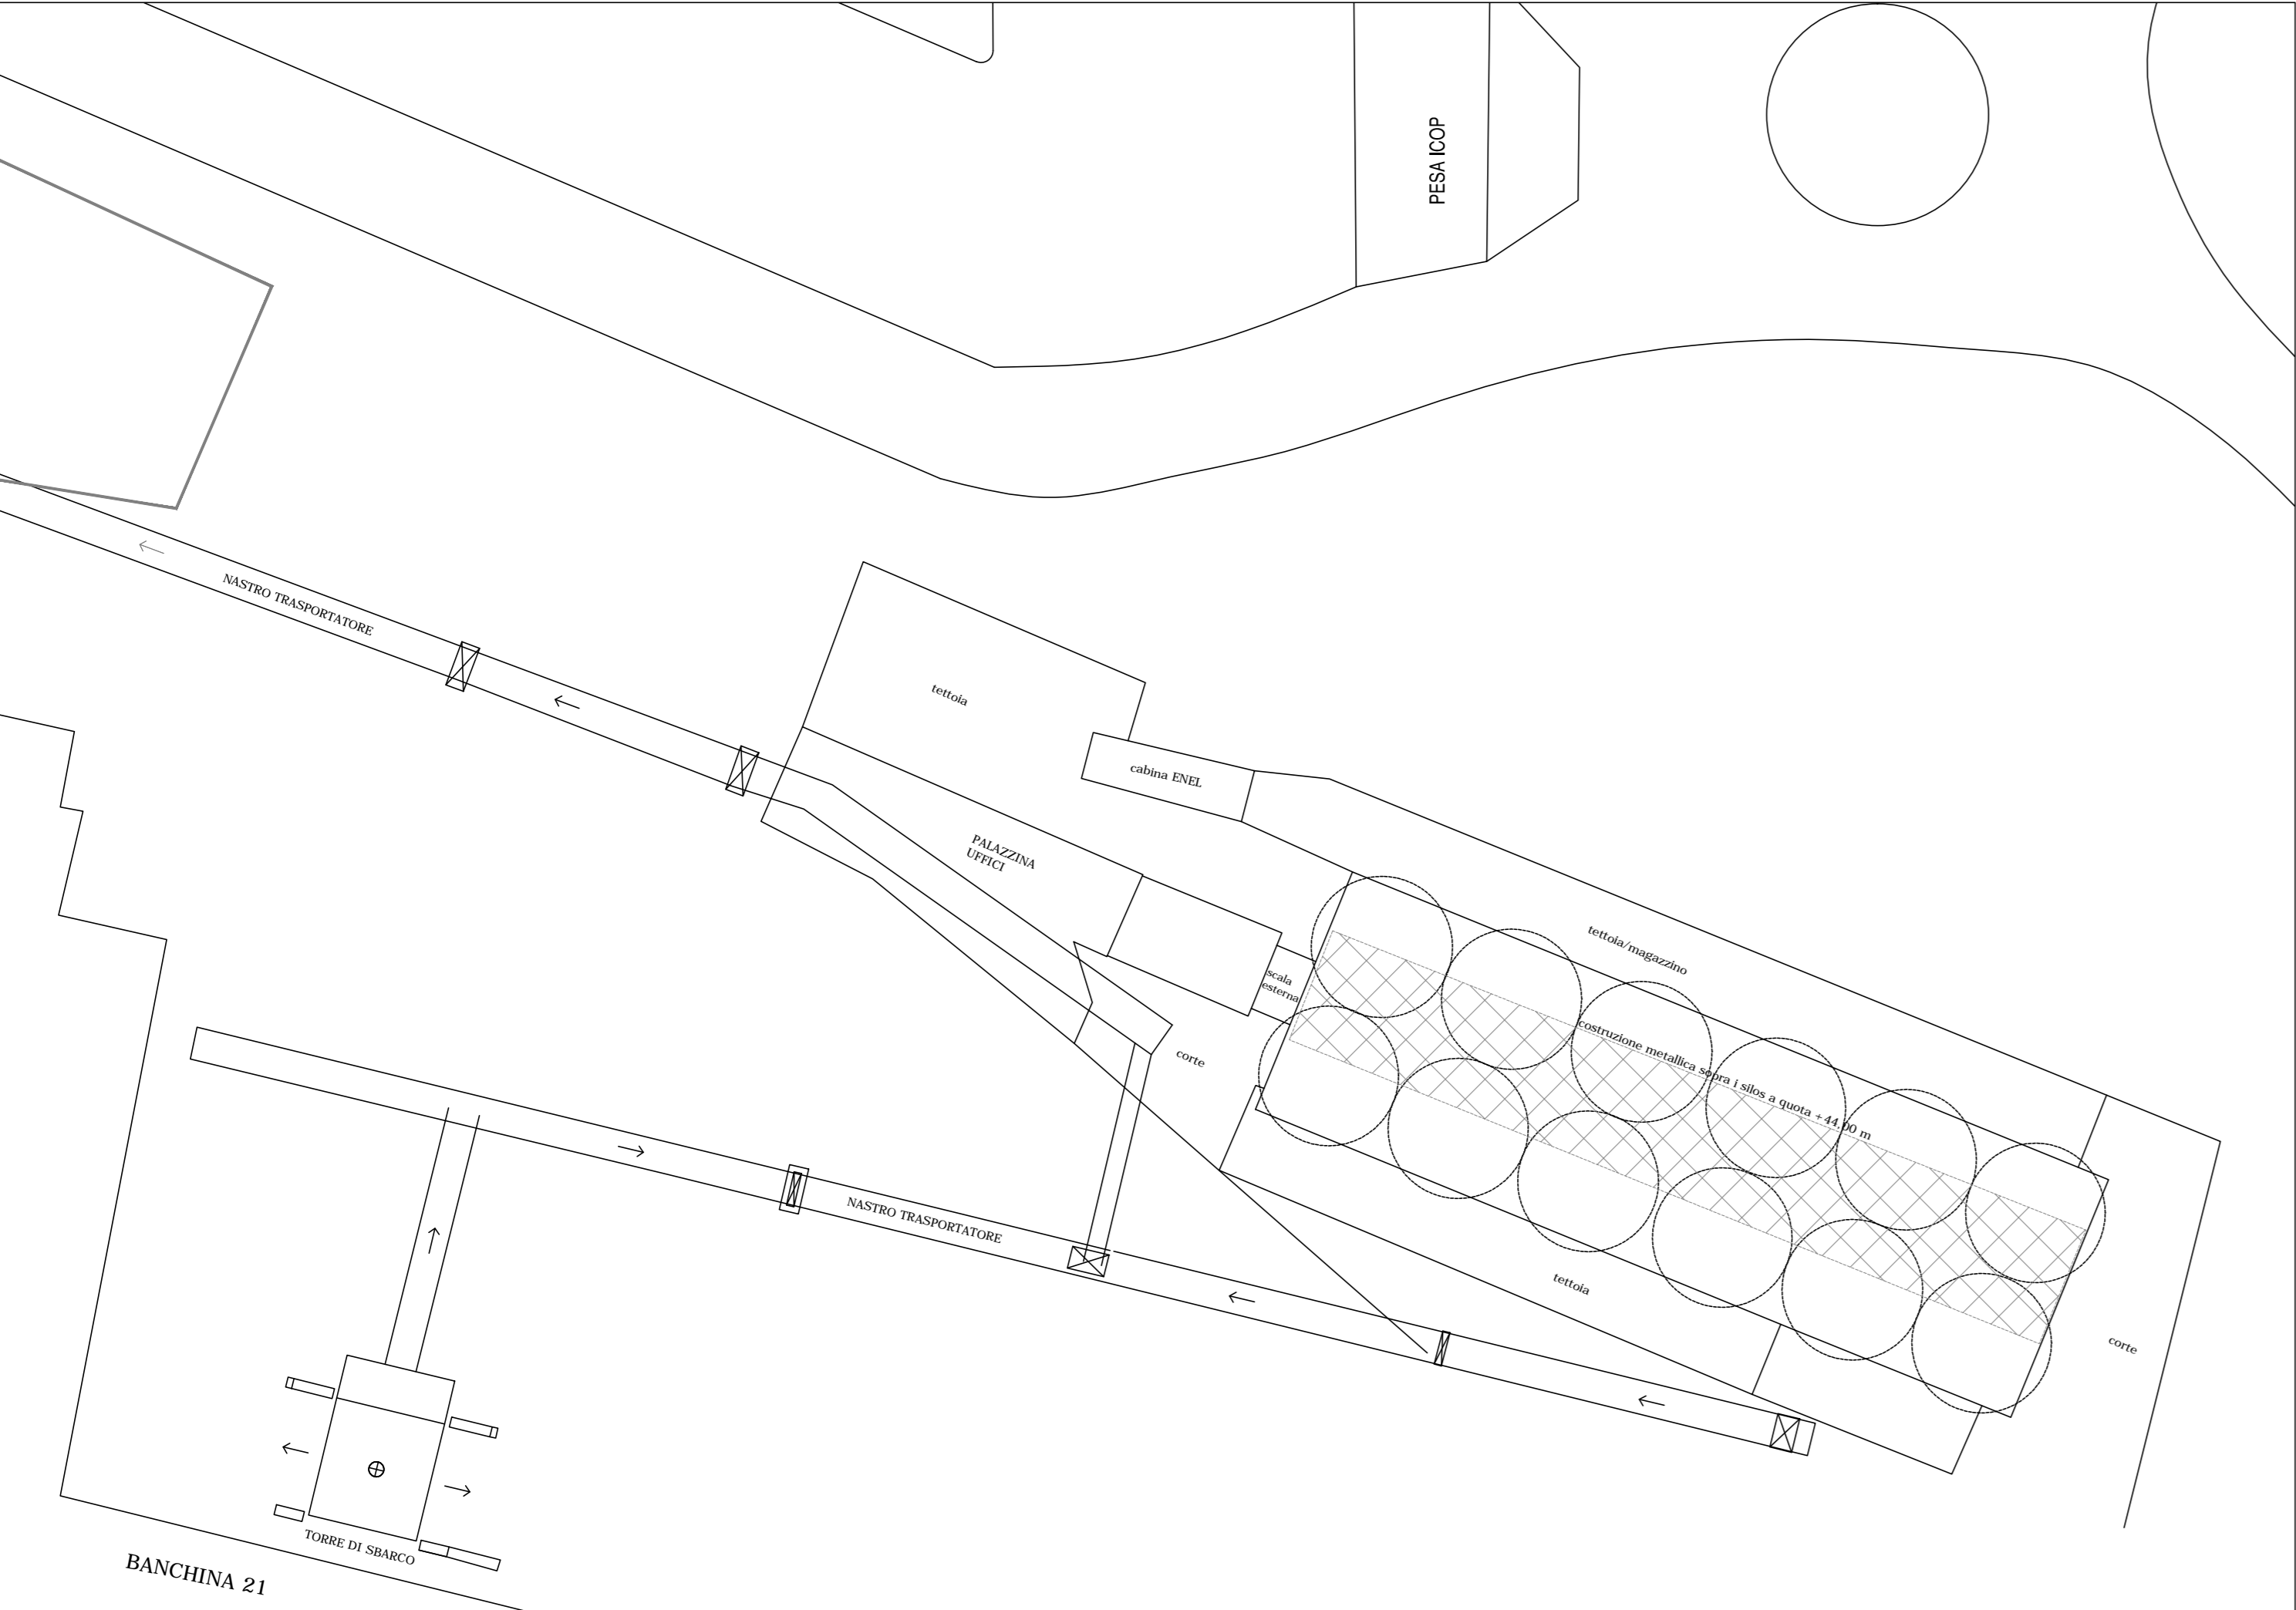 PESA ICOP
NASTRO TRASPORTATORE
tettoia
cabina ENEL
PALAZZINA
UFFICI
tettoia/magazzino
scala
esterna
costruzione metallica sopra i silos a quota +44,00 m
corte
NASTRO TRASPORTATORE
tettoia
corte
TORRE DI SBARCO
BANCHINA 21